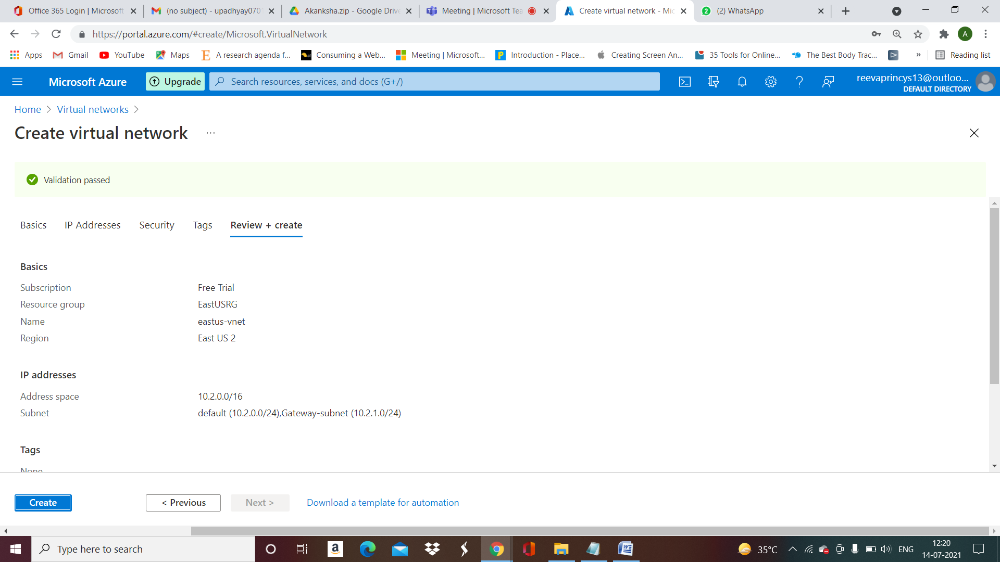 Office 365 Login | Microsoft
(no subject) - upadhyay070
Akanksha.zip - Google Drive
Meeting | Microsoft Tea
Create virtual network - Mic
2 (2) WhatsApp
https://portal.azure.com/#create/Microsoft.VirtualNetwork
A
Apps
Gmail
YouTube
Maps
A research agenda f...
Consuming a Web...
Meeting | Microsoft...
Introduction - Place...
Creating Screen An...
35 Tools for Online...
The Best Body Trac...
»
Reading list
Microsoft Azure
Upgrade
Search resources, services, and docs (G+/)
reevaprincys13@outloo...
DEFAULT DIRECTORY
Home > Virtual networks >
Create virtual network ...
Validation passed
Basics IP Addresses Security Tags Review + create
Basics
Subscription Free Trial
Resource group EastUSRG
Name eastus-vnet
Region East US 2
IP addresses
Address space 10.2.0.0/16
Subnet default (10.2.0.0/24),Gateway-subnet (10.2.1.0/24)
Tags
None
Create < Previous Next > Download a template for automation
Type here to search
35°C
ENG
12:20
14-07-2021